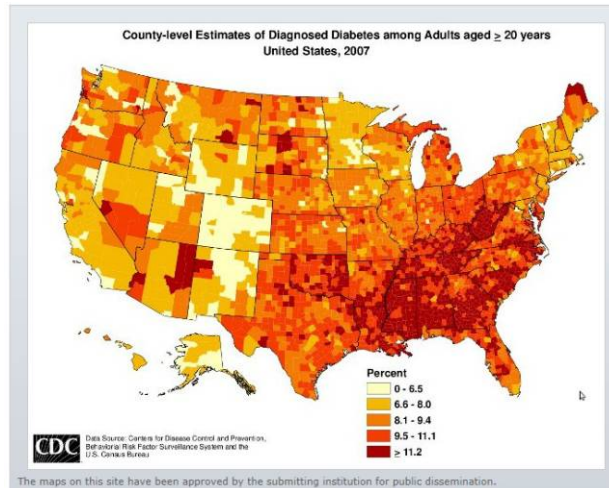 County-level Estimates of Diagnosed Diabetes among Adults aged ≥ 20 years
United States, 2007
Percent
0 - 6.5
6.6 - 8.0
8.1 - 9.4
9.5 - 11.1
≥ 11.2
CDC
Data Source: Centers for Disease Control and Prevention,
Behavioral Risk Factor Surveillance System and the
U.S. Census Bureau
The maps on this site have been approved by the submitting institution for public dissemination.